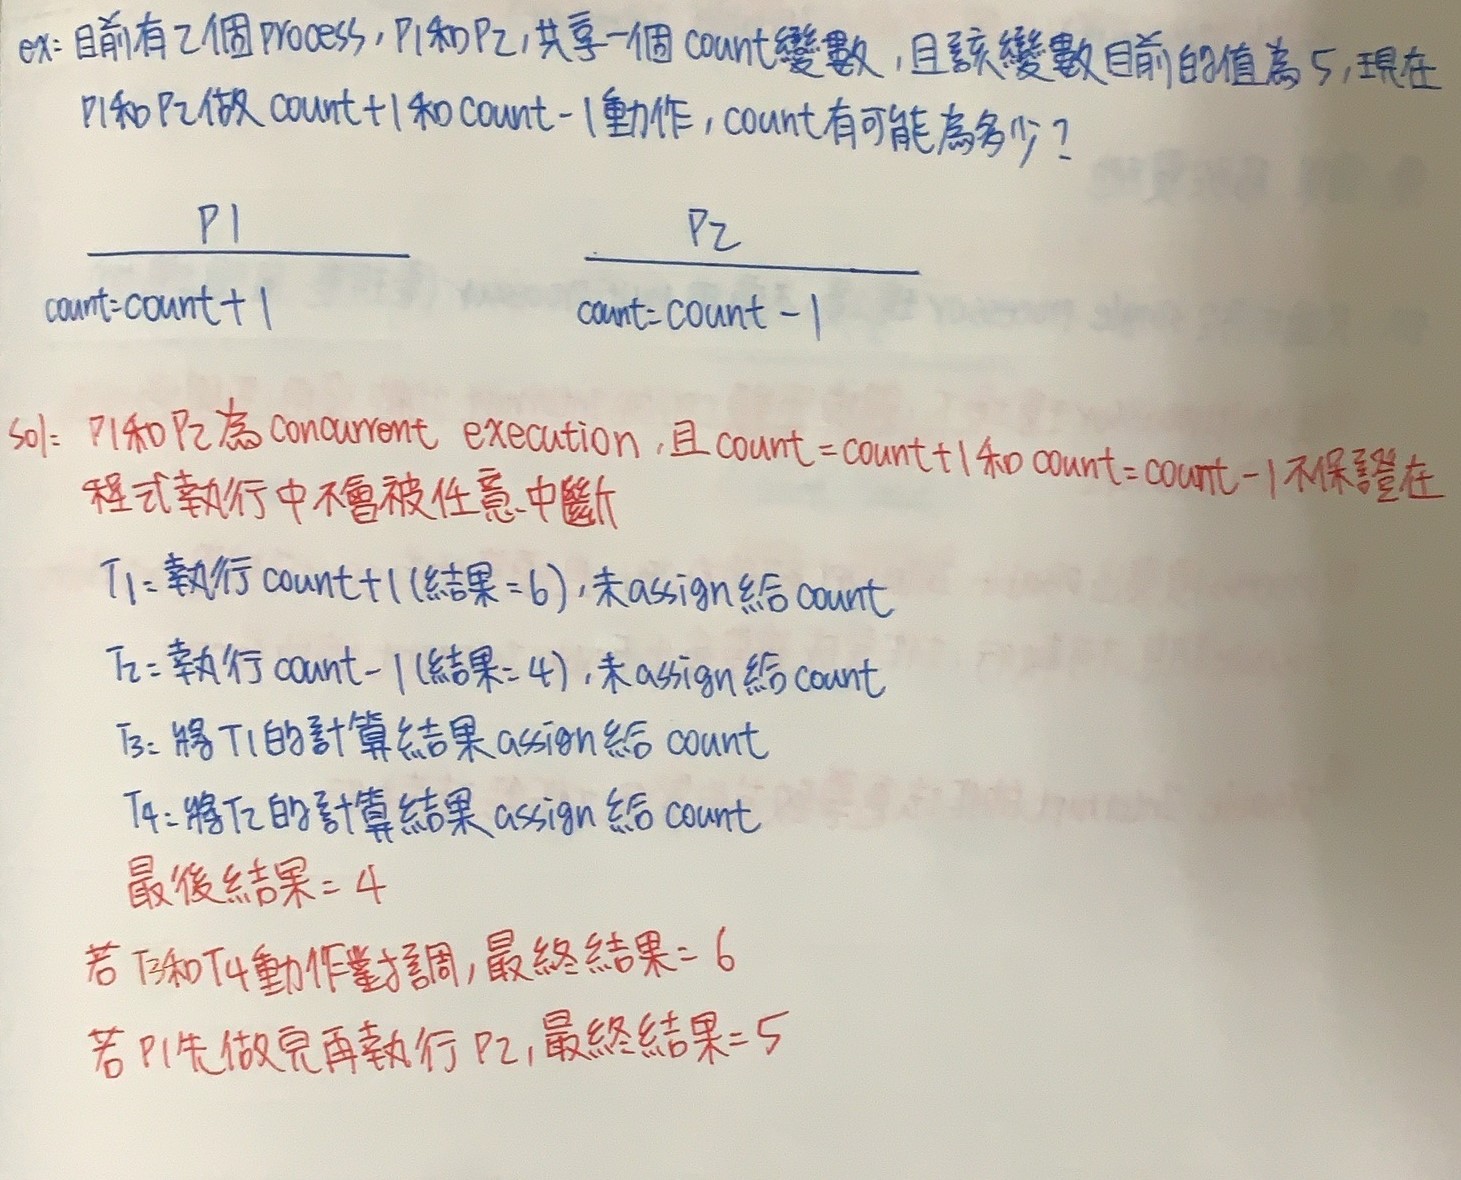 ex: 目前有2個process,P1和P2,共享一個count變數,且該變數目前的值為5,現在
P1和P2做count+1和count-1動作,count有可能為多少?
P1
P2
count=count+1
count=count-1
sol: P1和P2為concurrent execution,且count=count+1和count=count-1不保證在
程式執行中不會被任意中斷
T1:執行count+1(結果=6),未assign給count
T2:執行count-1(結果=4),未assign給count
T3:將T1的計算結果assign給count
T4:將T2的計算結果assign給count
最後結果=4
若T3和T4動作對調,最終結果=6
若P1先做完再執行P2,最終結果=5